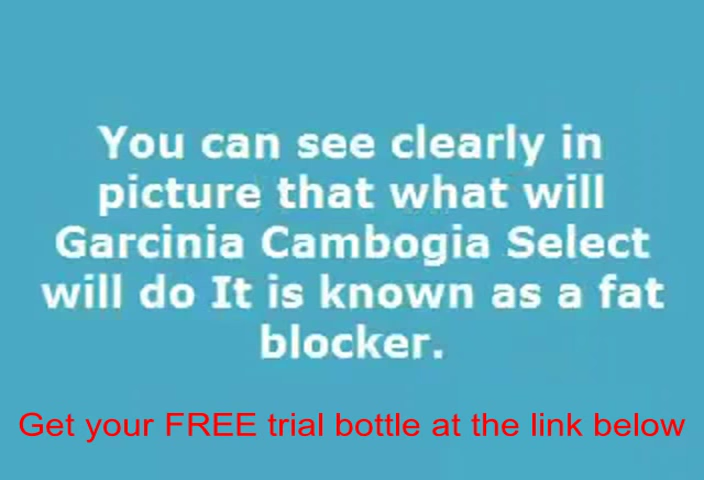 You can see clearly in
picture that what will
Garcinia Cambogia Select
will do It is known as a fat
blocker.
Get your FREE trial bottle at the link below